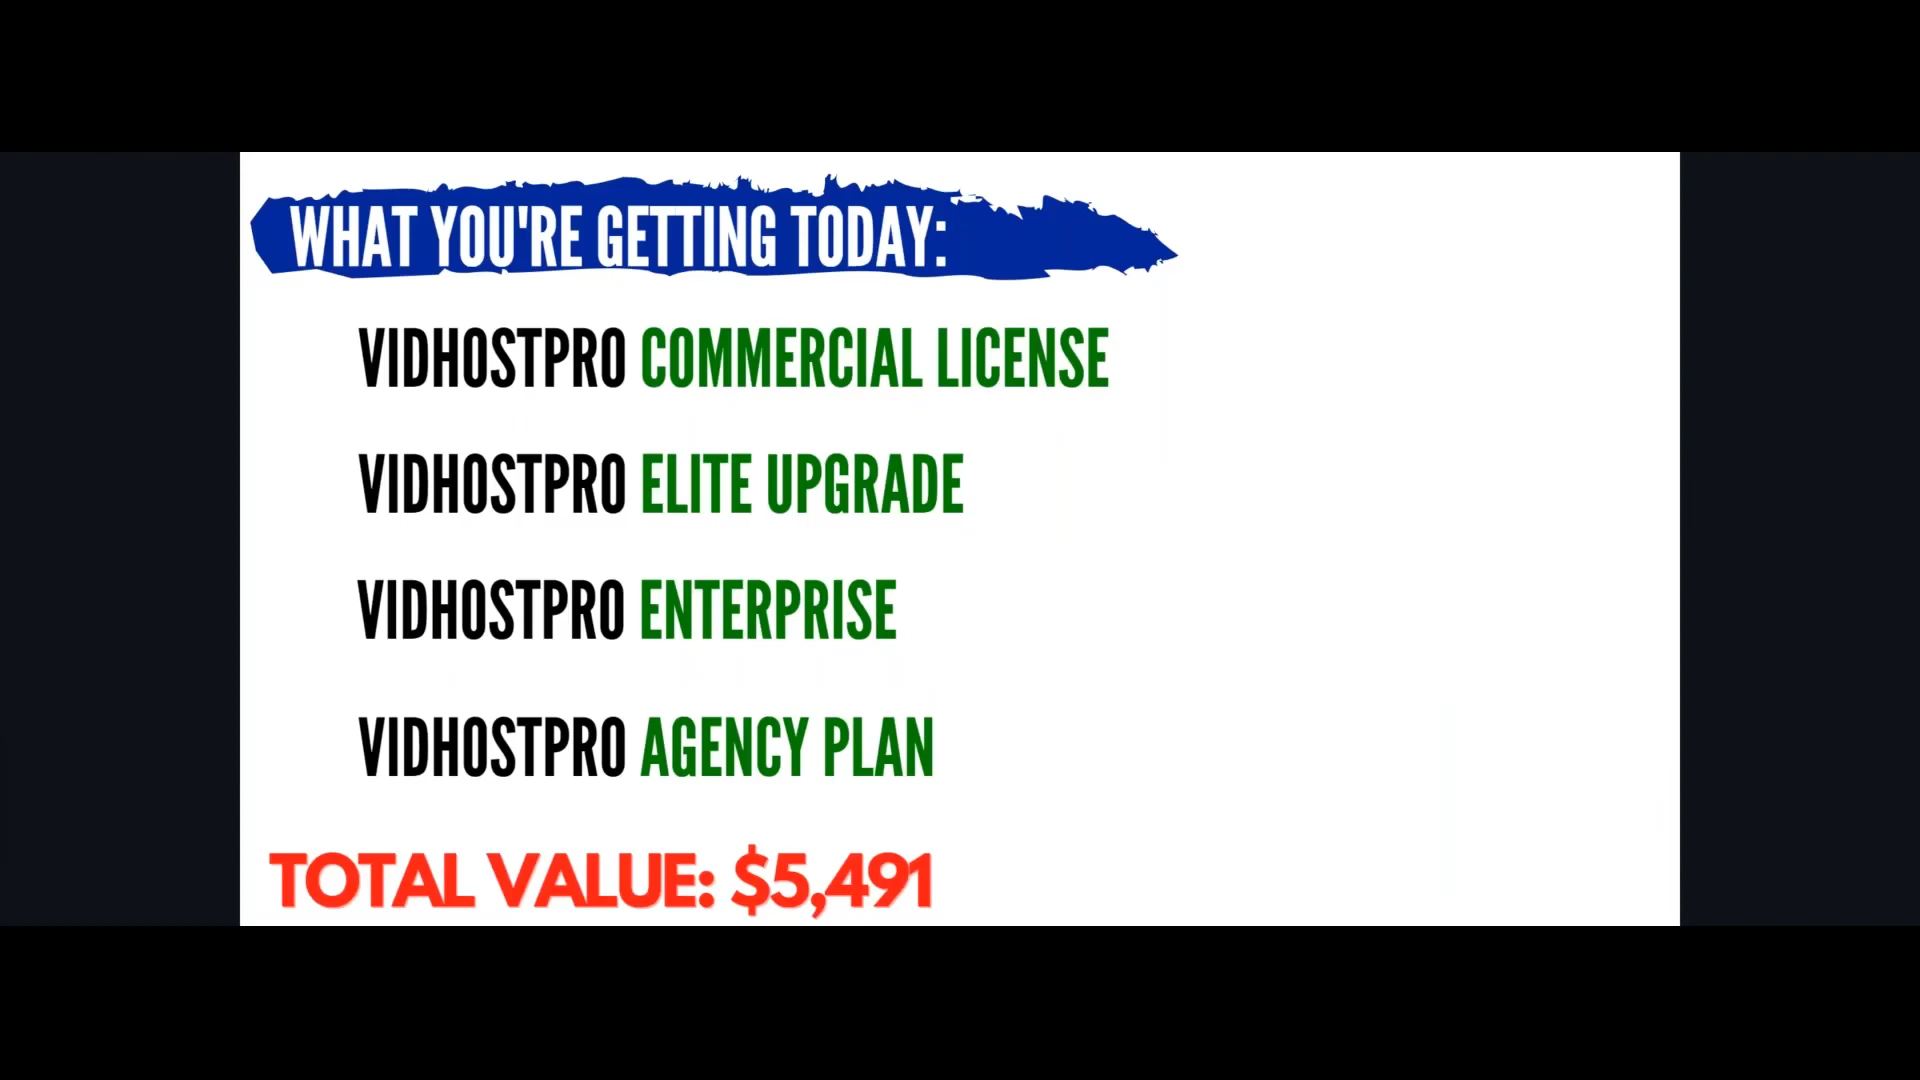 WHAT YOU'RE GETTING TODAY:
VIDHOSTPRO COMMERCIAL LICENSE
VIDHOSTPRO ELITE UPGRADE
VIDHOSTPRO ENTERPRISE
VIDHOSTPRO AGENCY PLAN
TOTAL VALUE: $5,491